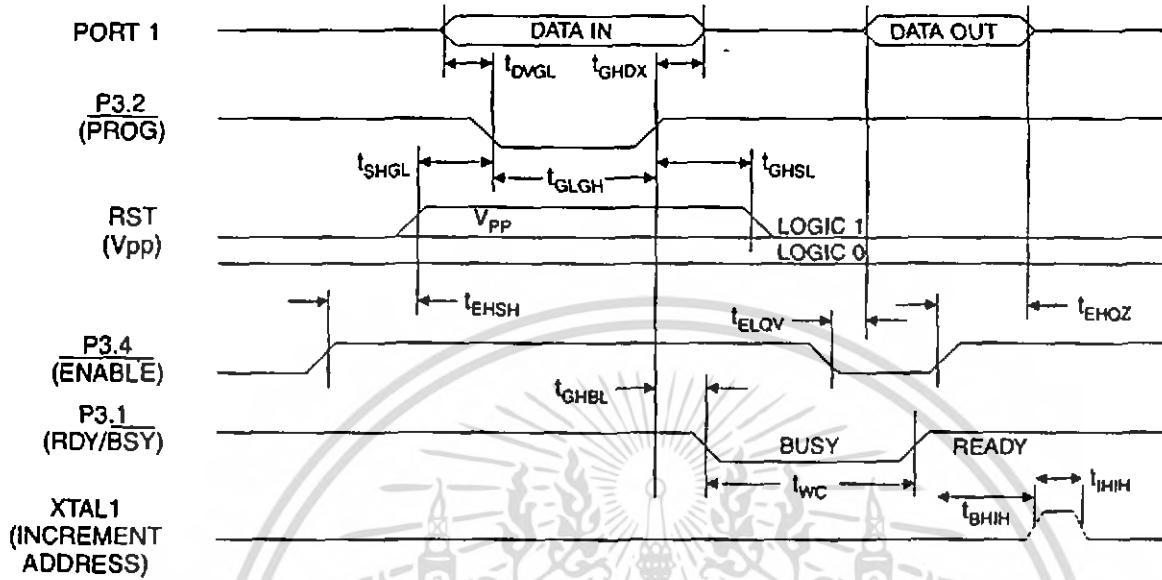 PORT 1
DATA IN
DATA OUT
tDVGL
tGHDX
P3.2
(PROG)
tSHGL
tGLGH
tGHSL
RST
(Vpp)
VPP
LOGIC 1
LOGIC 0
tEHSH
tELQV
tEHQZ
P3.4
(ENABLE)
tGHBL
P3.1
(RDY/BSY)
BUSY
READY
tWC
tIHIH
tBHIH
XTAL1
(INCREMENT
ADDRESS)